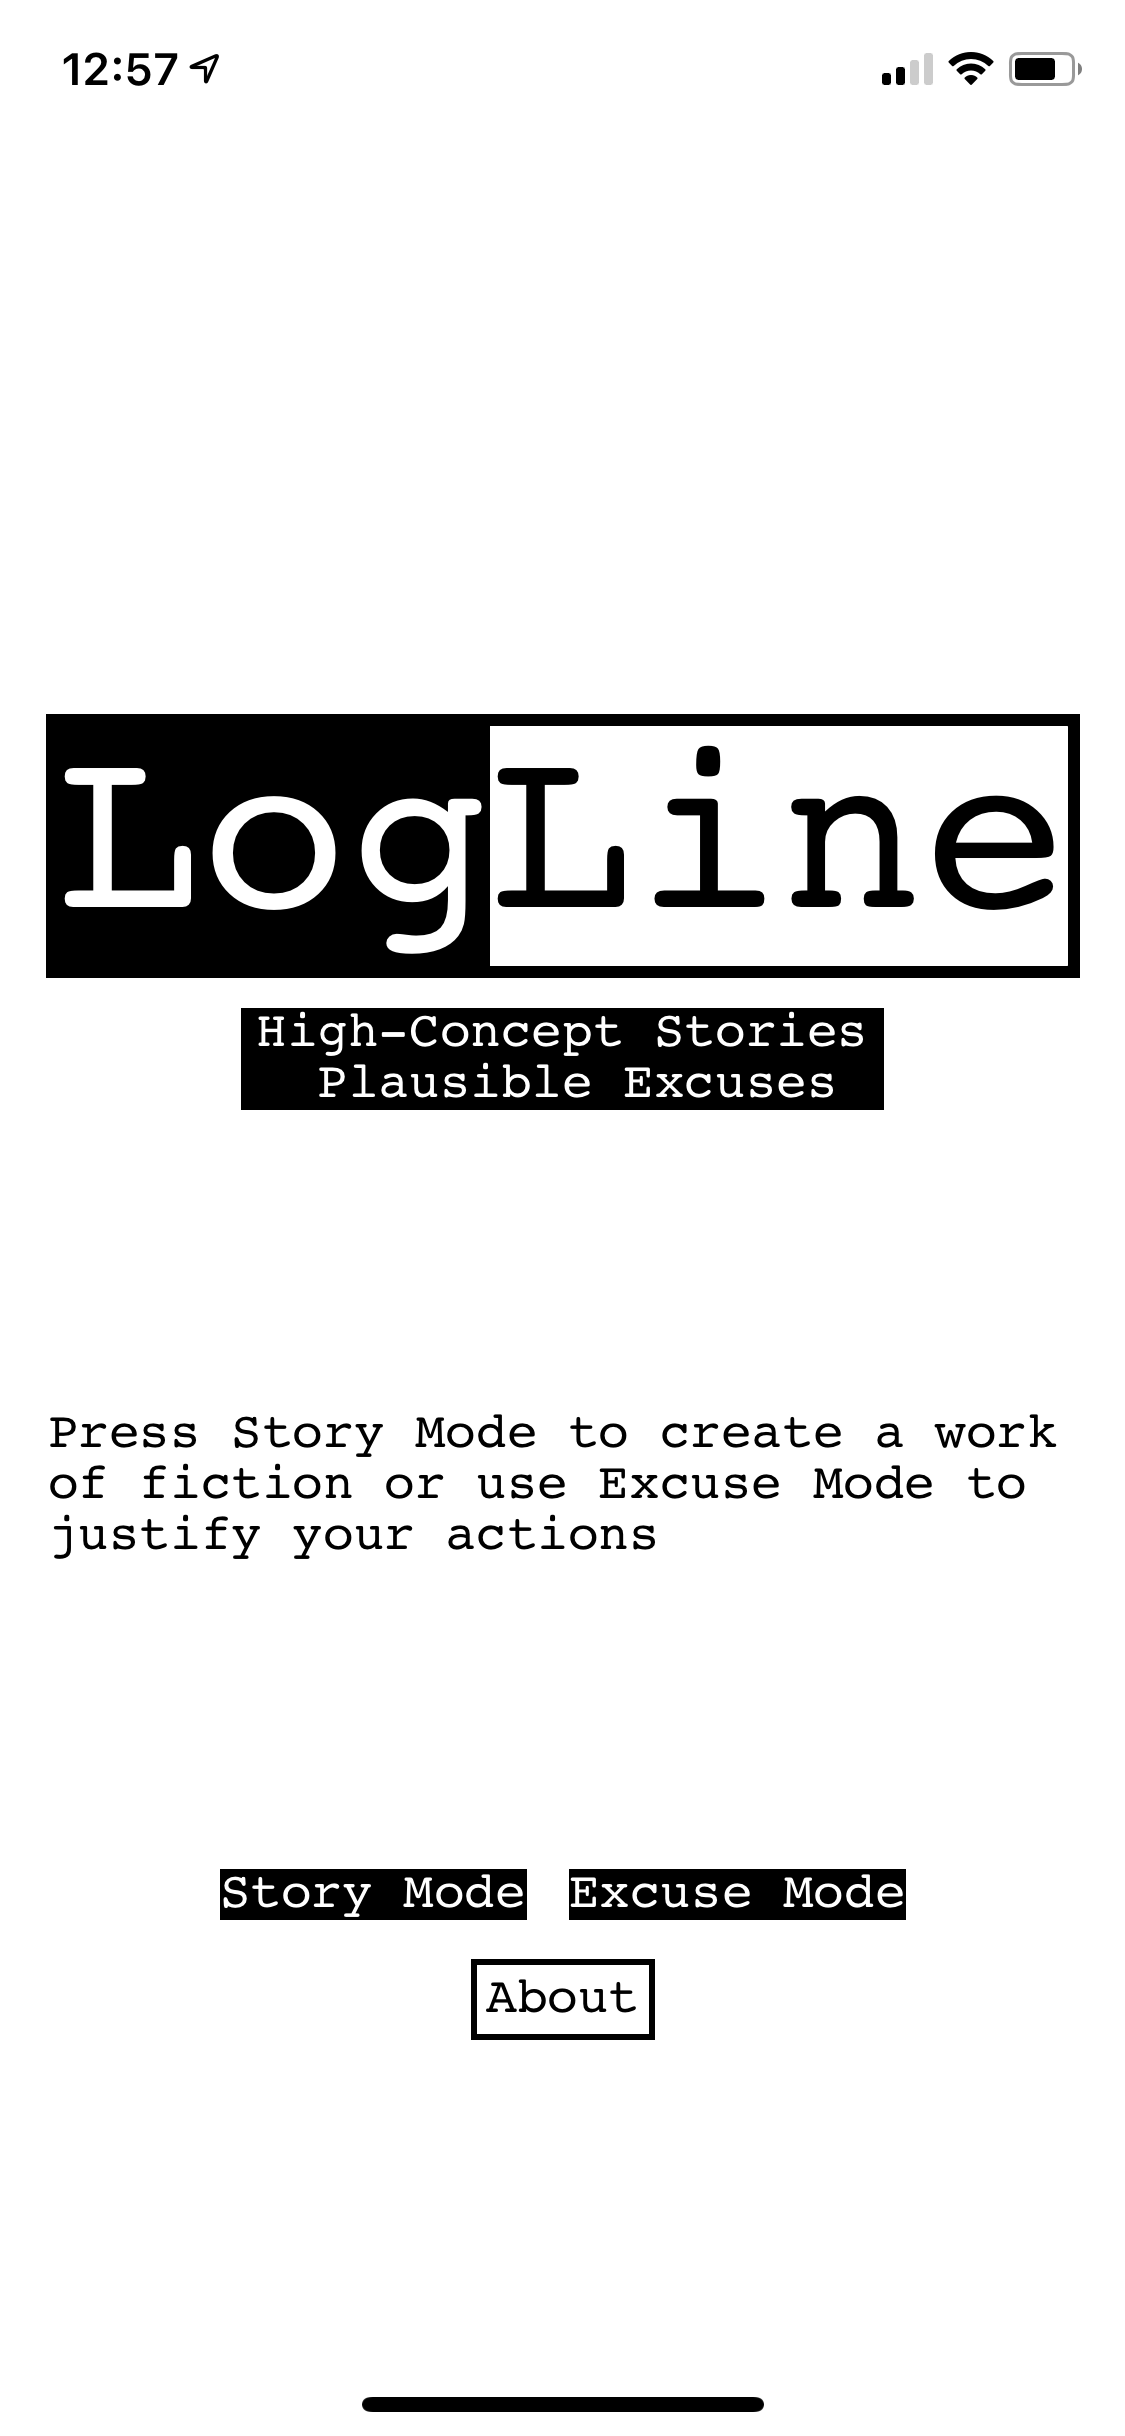 12:57
LogLine
High-Concept Stories
Plausible Excuses
Press Story Mode to create a work
of fiction or use Excuse Mode to
justify your actions
Story Mode Excuse Mode
About